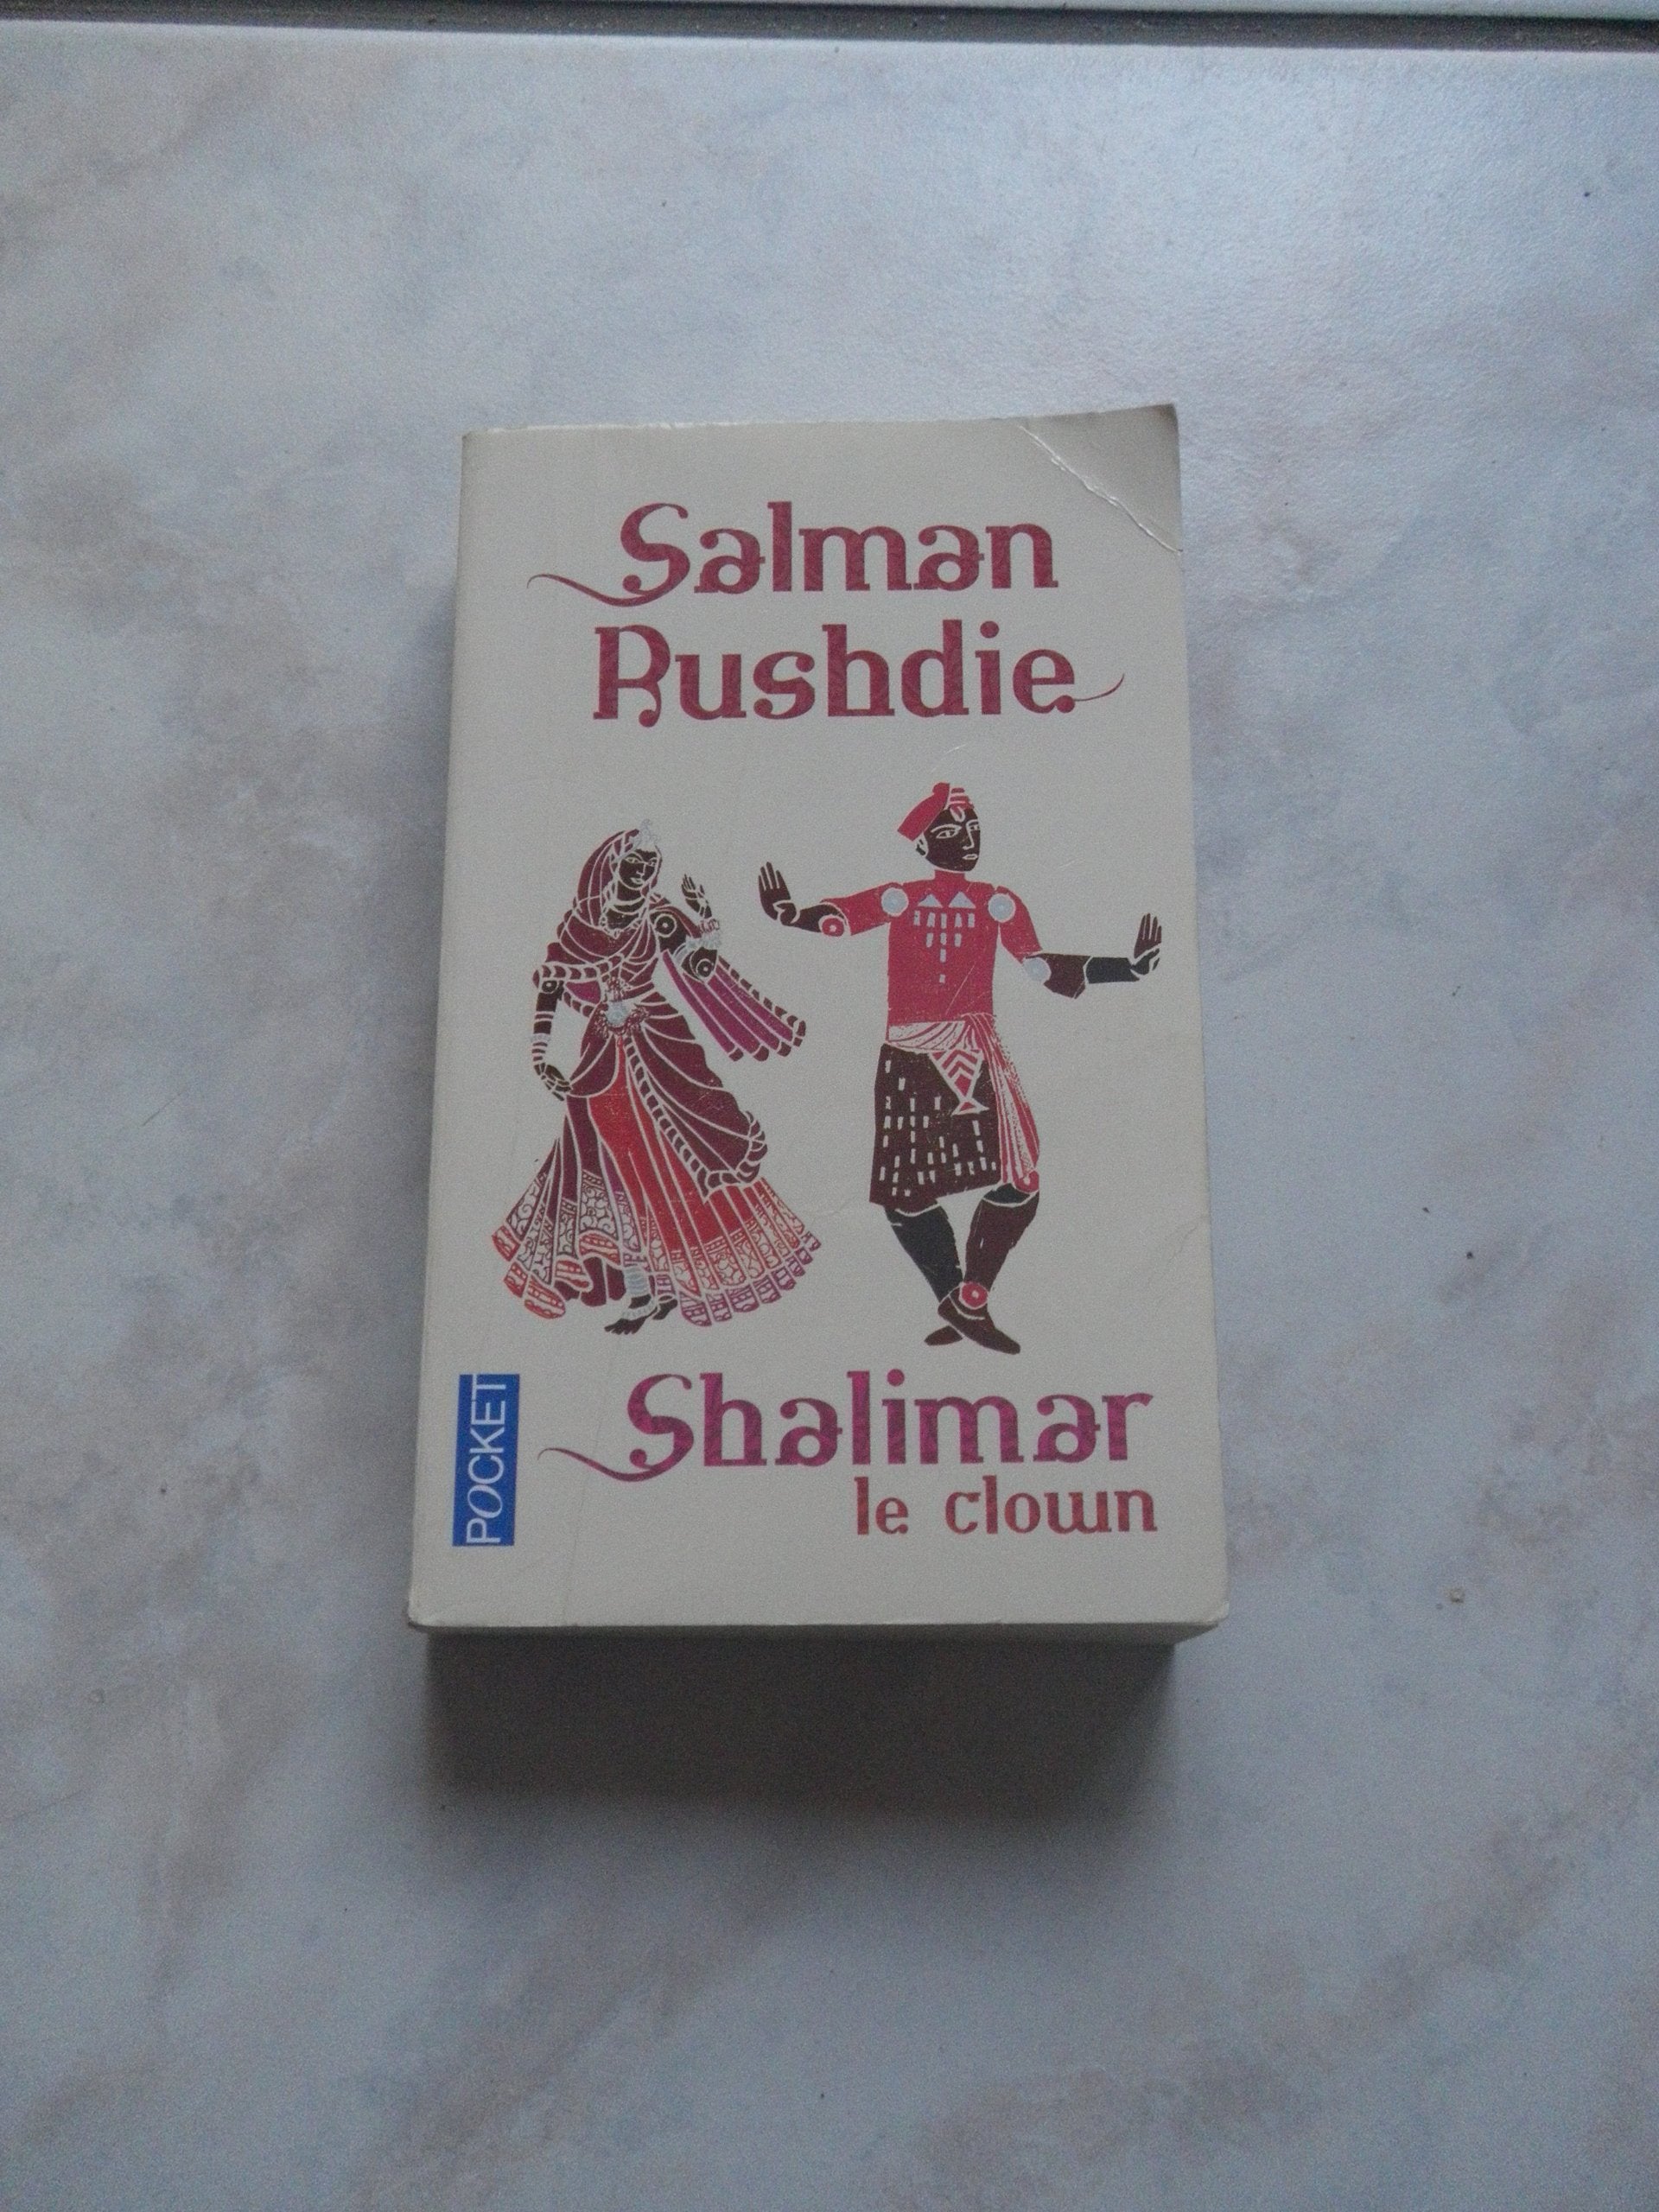 Salman
Rushdie
POCKET
Shalimar
le clown